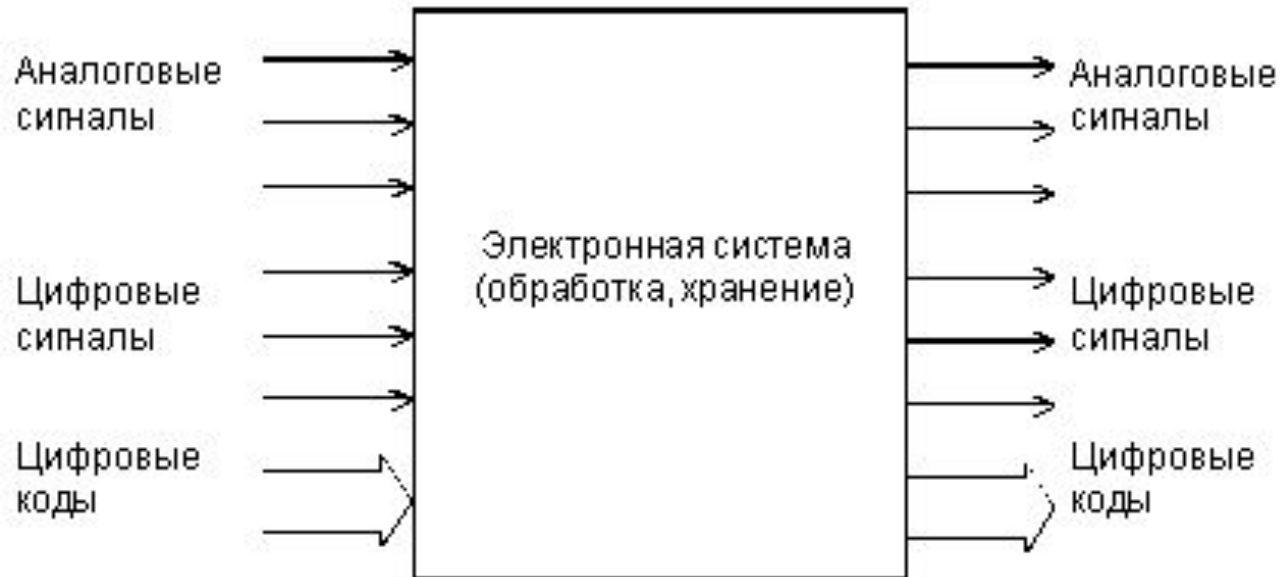 Аналоговые
сигналы
Цифровые
сигналы
Цифровые
коды
Электронная система
(обработка, хранение)
Аналоговые
сигналы
Цифровые
сигналы
Цифровые
коды